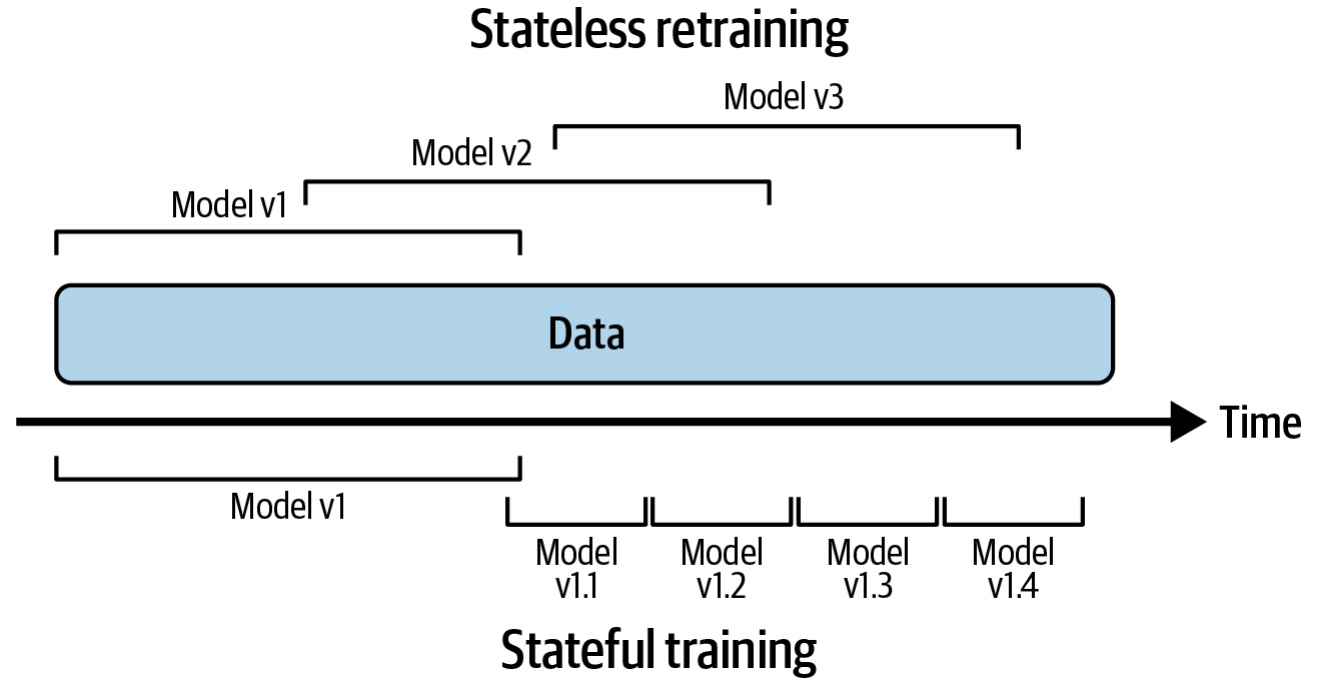 Stateless retraining
Model v3
Model v2
Model v1
Data
Time
Model v1
Model
v1.1
Model
v1.2
Model
v1.3
Model
v1.4
Stateful training